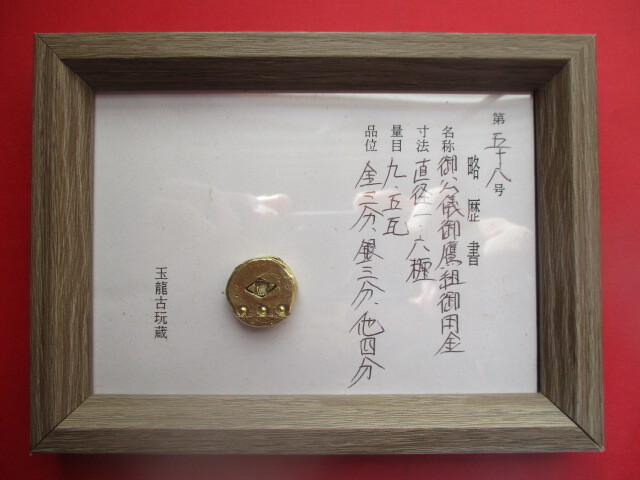 第五十八号
略歴書
名称 御公儀御鷹組御用金
寸法 直径二・六糎
量目 九・五瓦
品位 金三分、銀三分、他四分
玉龍古玩蔵